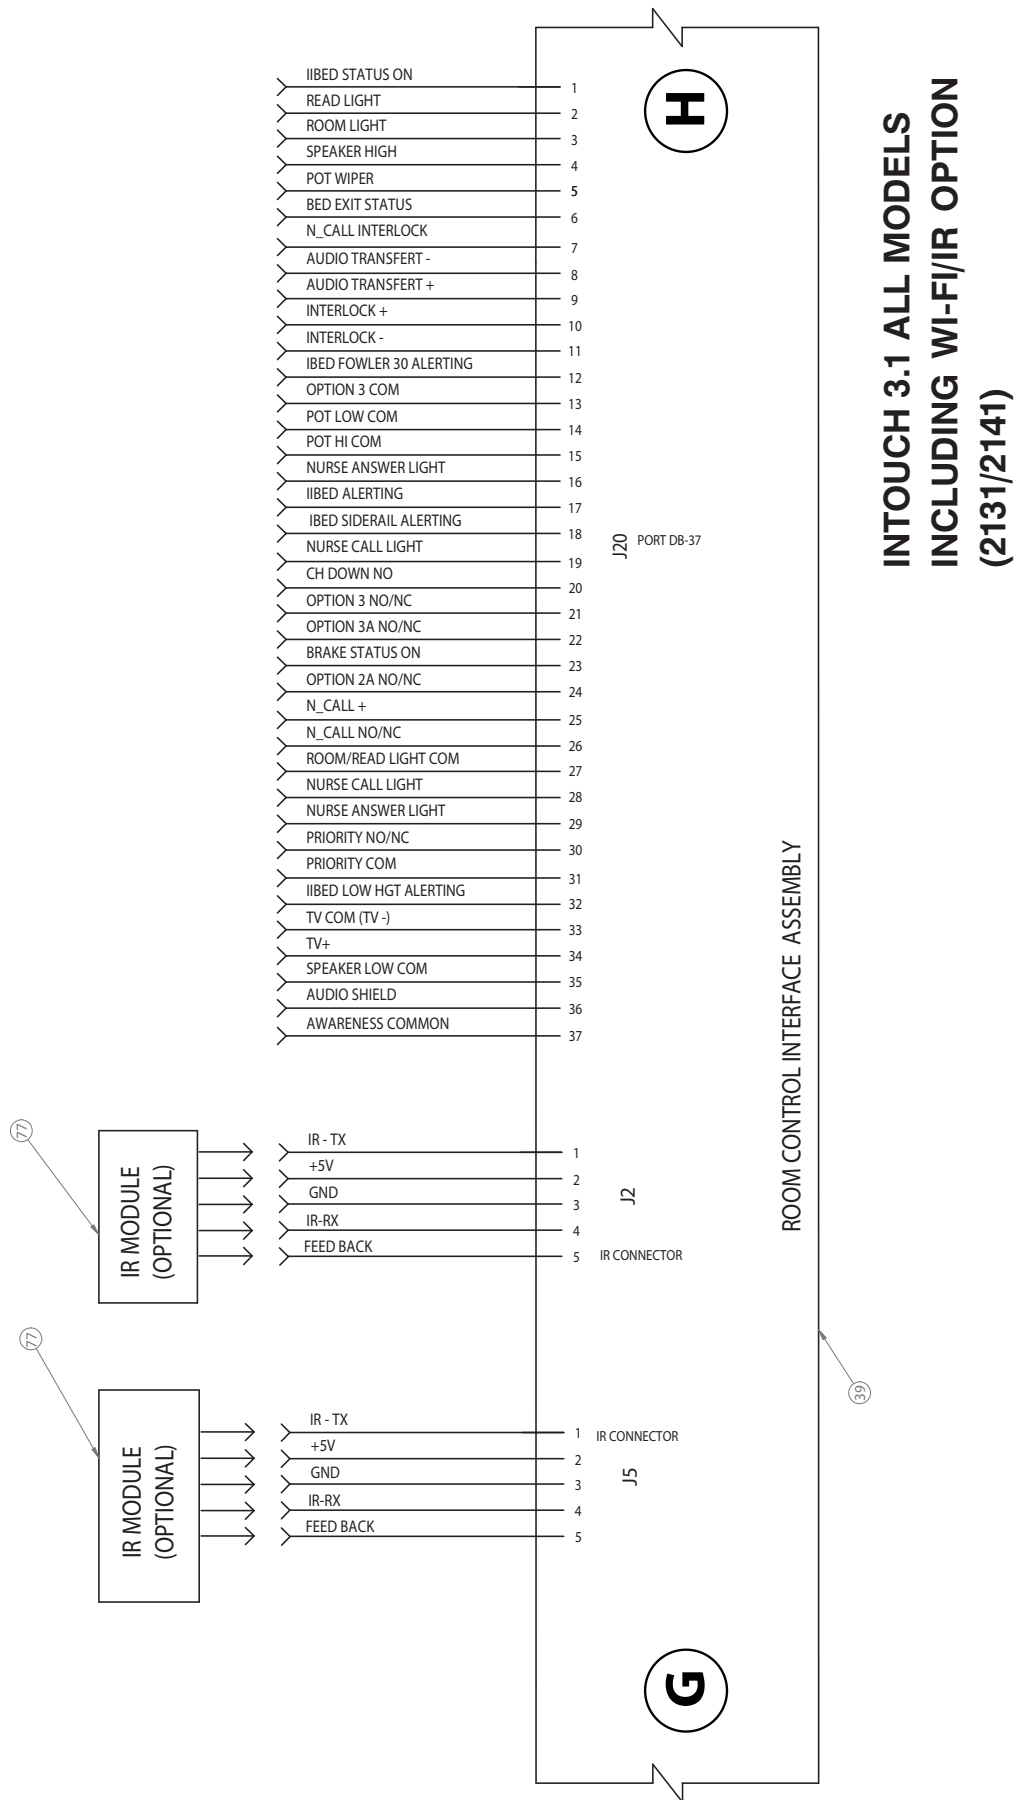 IIBED STATUS ON 1
READ LIGHT 2
ROOM LIGHT 3
SPEAKER HIGH 4
POT WIPER 5
BED EXIT STATUS 6
N_CALL INTERLOCK 7
AUDIO TRANSFERT - 8
AUDIO TRANSFERT + 9
INTERLOCK + 10
INTERLOCK - 11
IBED FOWLER 30 ALERTING 12
OPTION 3 COM 13
POT LOW COM 14
POT HI COM 15
NURSE ANSWER LIGHT 16
IIBED ALERTING 17
IBED SIDERAIL ALERTING 18
NURSE CALL LIGHT 19
CH DOWN NO 20
OPTION 3 NO/NC 21
OPTION 3A NO/NC 22
BRAKE STATUS ON 23
OPTION 2A NO/NC 24
N_CALL + 25
N_CALL NO/NC 26
ROOM/READ LIGHT COM 27
NURSE CALL LIGHT 28
NURSE ANSWER LIGHT 29
PRIORITY NO/NC 30
PRIORITY COM 31
IIBED LOW HGT ALERTING 32
TV COM (TV -) 33
TV+ 34
SPEAKER LOW COM 35
AUDIO SHIELD 36
AWARENESS COMMON 37
J20 PORT DB-37
H
INTOUCH 3.1 ALL MODELS
INCLUDING WI-FI/IR OPTION
(2131/2141)
ROOM CONTROL INTERFACE ASSEMBLY
77
IR MODULE
(OPTIONAL)
IR - TX 1
+5V 2
GND 3
IR-RX 4
FEED BACK 5
J2
IR CONNECTOR
77
IR MODULE
(OPTIONAL)
IR - TX 1
+5V 2
GND 3
IR-RX 4
FEED BACK 5
IR CONNECTOR
J5
39
G